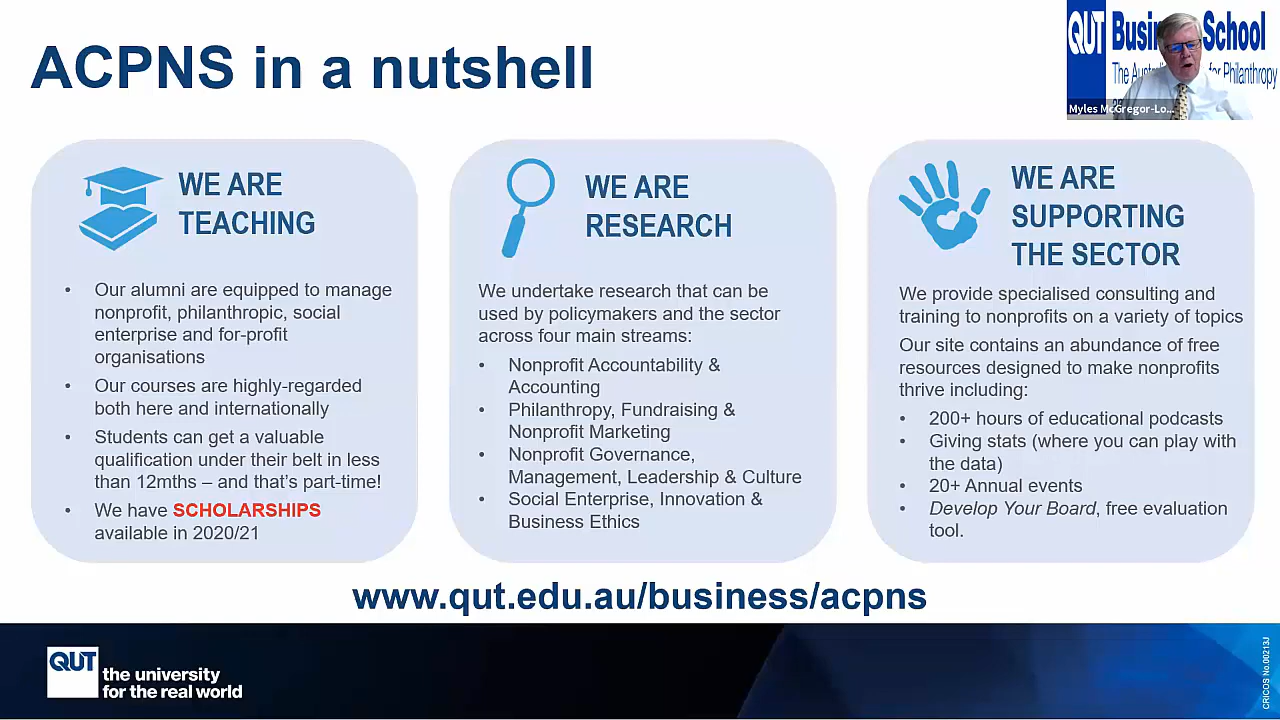 ACPNS in a nutshell
QUT Business School
for Philanthropy
Myles McGregor-Lo...
WE ARE
TEACHING
• Our alumni are equipped to manage
nonprofit, philanthropic, social
enterprise and for-profit
organisations
• Our courses are highly-regarded
both here and internationally
• Students can get a valuable
qualification under their belt in less
than 12mths – and that's part-time!
• We have SCHOLARSHIPS
available in 2020/21
WE ARE
RESEARCH
We undertake research that can be
used by policymakers and the sector
across four main streams:
• Nonprofit Accountability &
Accounting
• Philanthropy, Fundraising &
Nonprofit Marketing
• Nonprofit Governance,
Management, Leadership & Culture
• Social Enterprise, Innovation &
Business Ethics
WE ARE
SUPPORTING
THE SECTOR
We provide specialised consulting and
training to nonprofits on a variety of topics
Our site contains an abundance of free
resources designed to make nonprofits
thrive including:
• 200+ hours of educational podcasts
• Giving stats (where you can play with
the data)
• 20+ Annual events
• Develop Your Board, free evaluation
tool.
www.qut.edu.au/business/acpns
QUT
the university
for the real world
CRICOS No.00213J